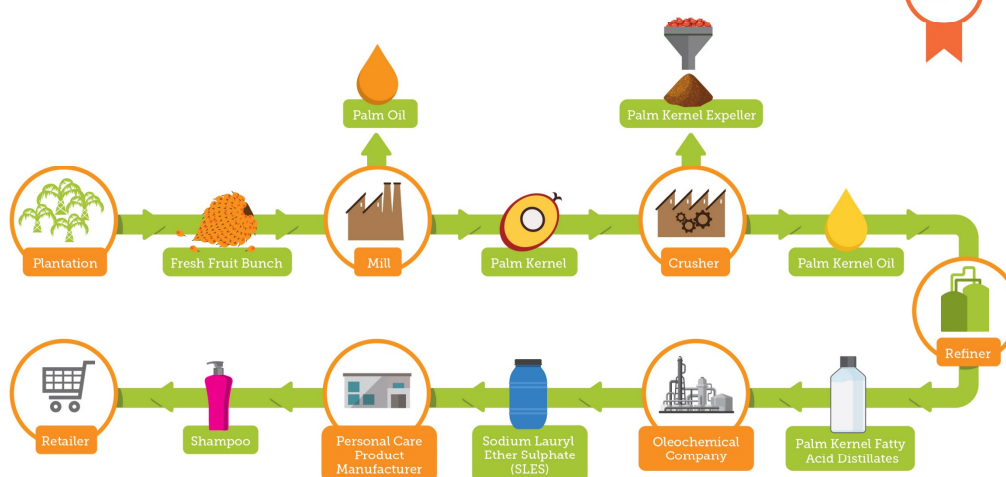 Palm Oil
Palm Kernel Expeller
Plantation
Fresh Fruit Bunch
Mill
Palm Kernel
Crusher
Palm Kernel Oil
Refiner
Retailer
Shampoo
Personal Care
Product
Manufacturer
Sodium Lauryl
Ether Sulphate
(SLES)
Oleochemical
Company
Palm Kernel Fatty
Acid Distillates